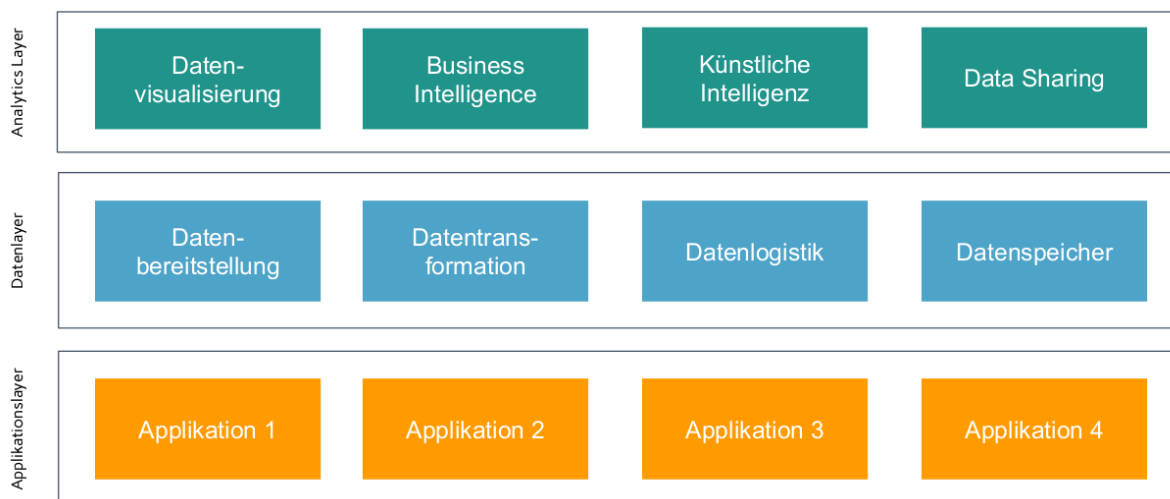 Analytics Layer
Daten-
visualisierung
Business
Intelligence
Künstliche
Intelligenz
Data Sharing
Datenlayer
Daten-
bereitstellung
Datentrans-
formation
Datenlogistik
Datenspeicher
Applikationslayer
Applikation 1
Applikation 2
Applikation 3
Applikation 4